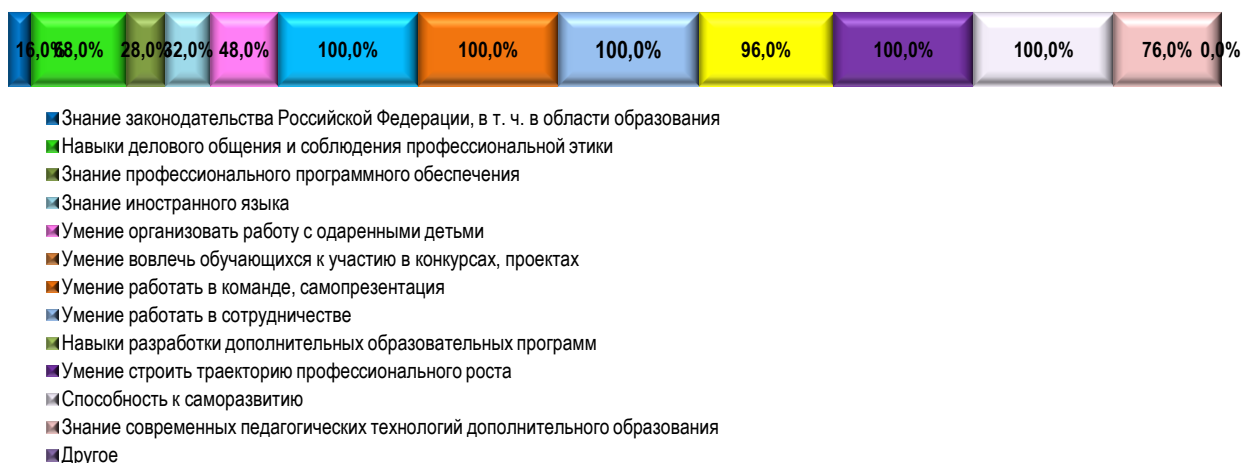 16,0% 68,0% 28,0% 32,0% 48,0% 100,0% 100,0% 100,0% 96,0% 100,0% 100,0% 76,0% 0,0%
Знание законодательства Российской Федерации, в т. ч. в области образования
Навыки делового общения и соблюдения профессиональной этики
Знание профессионального программного обеспечения
Знание иностранного языка
Умение организовать работу с одаренными детьми
Умение вовлечь обучающихся к участию в конкурсах, проектах
Умение работать в команде, самопрезентация
Умение работать в сотрудничестве
Навыки разработки дополнительных образовательных программ
Умение строить траекторию профессионального роста
Способность к саморазвитию
Знание современных педагогических технологий дополнительного образования
Другое